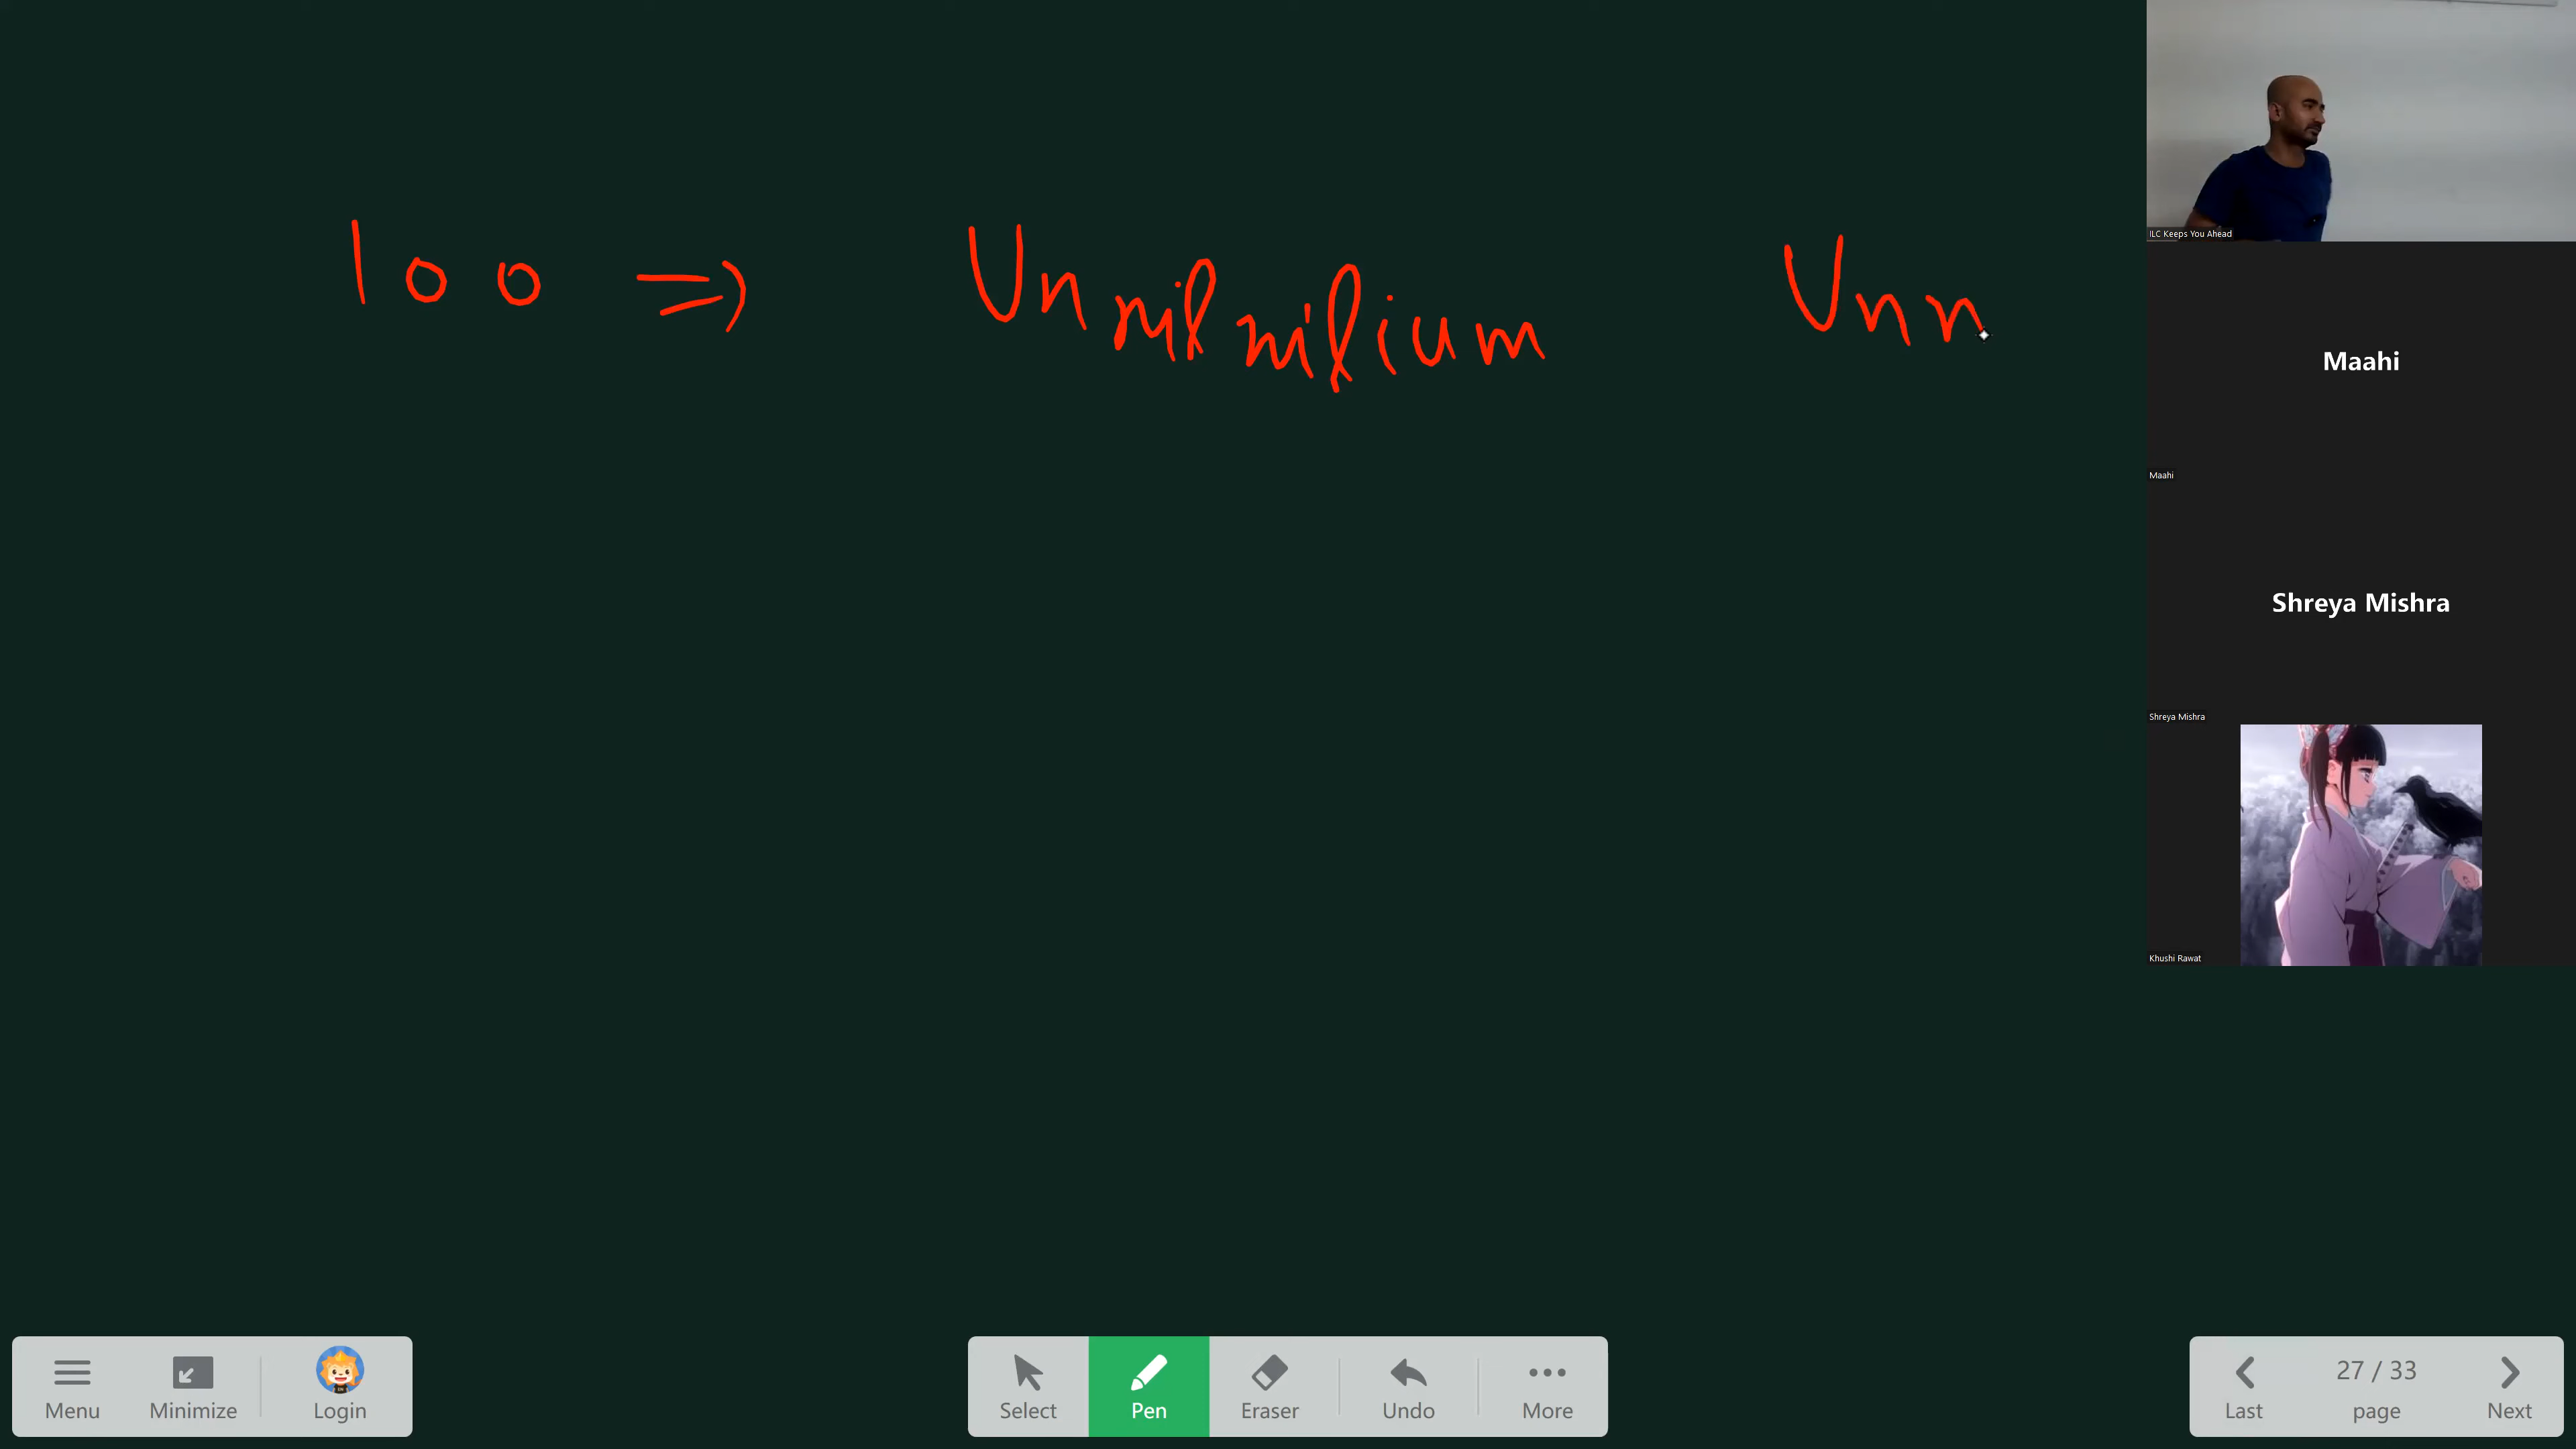 100 ⇒ Unnilnilium Unn
ILC Keeps You Ahead
Maahi
Maahi
Shreya Mishra
Shreya Mishra
Khushi Rawat
Menu Minimize Login Select Pen Eraser Undo More Last 27 / 33 page Next